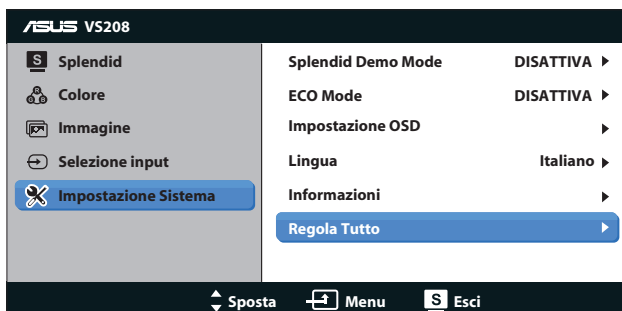 ASUS VS208
S Splendid
Colore
Immagine
Selezione input
Impostazione Sistema
Splendid Demo Mode DISATTIVA
ECO Mode DISATTIVA
Impostazione OSD
Lingua Italiano
Informazioni
Regola Tutto
Sposta Menu S Esci